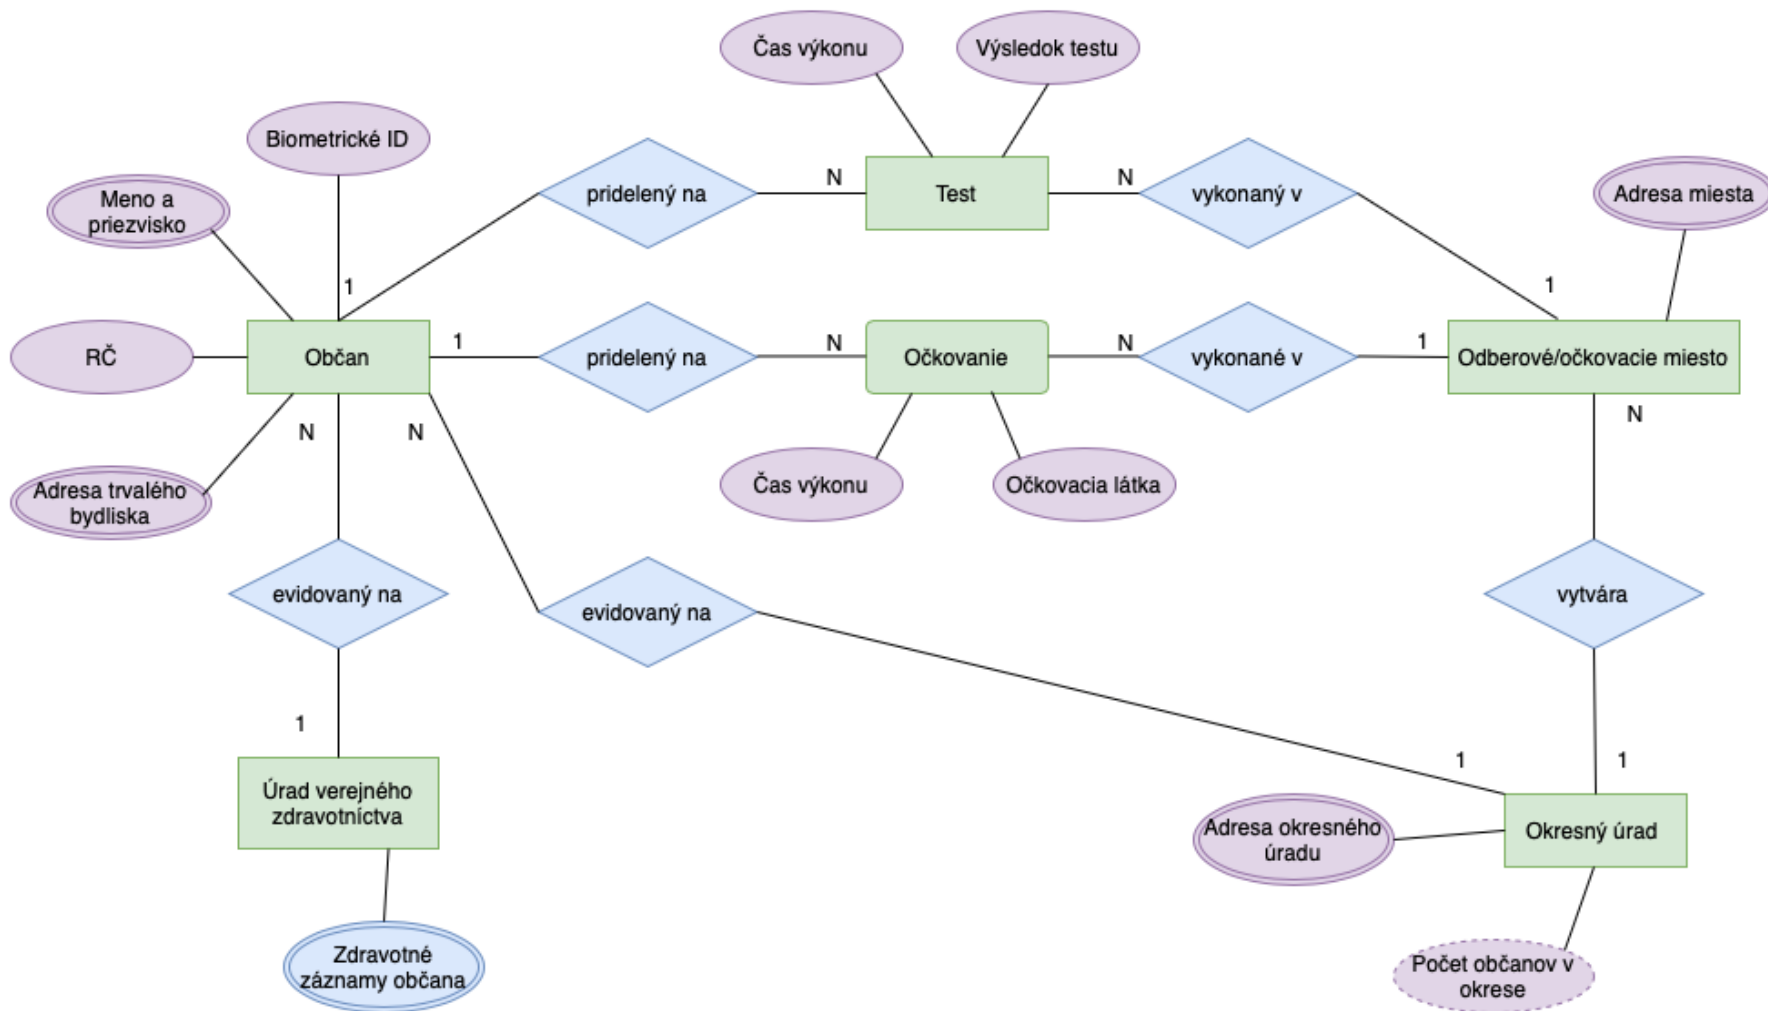 Čas výkonu
Výsledok testu
Biometrické ID
Meno a
priezvisko
pridelený na
N
Test
N
vykonaný v
Adresa miesta
1
1
RČ
Občan
1
pridelený na
N
Očkovanie
N
vykonané v
1
Odberové/očkovacie miesto
N
N
N
Adresa trvalého
bydliska
Čas výkonu
Očkovacia látka
evidovaný na
evidovaný na
vytvára
1
1
1
Úrad verejného
zdravotníctva
Adresa okresného
úradu
Okresný úrad
Zdravotné
záznamy občana
Počet občanov v
okrese